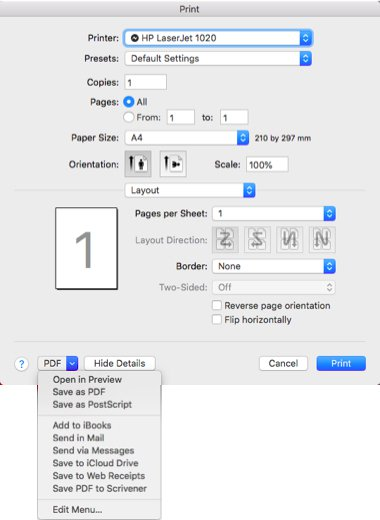 Print
Printer: HP LaserJet 1020
Presets: Default Settings
Copies: 1
Pages: All
From: 1 to: 1
Paper Size: A4 210 by 297 mm
Orientation: Scale: 100%
Layout
Pages per Sheet: 1
1
Layout Direction:
Border: None
Two-Sided: Off
Reverse page orientation
Flip horizontally
? PDF Hide Details Cancel Print
Open in Preview
Save as PDF
Save as PostScript
Add to iBooks
Send in Mail
Send via Messages
Save to iCloud Drive
Save to Web Receipts
Save PDF to Scrivener
Edit Menu...